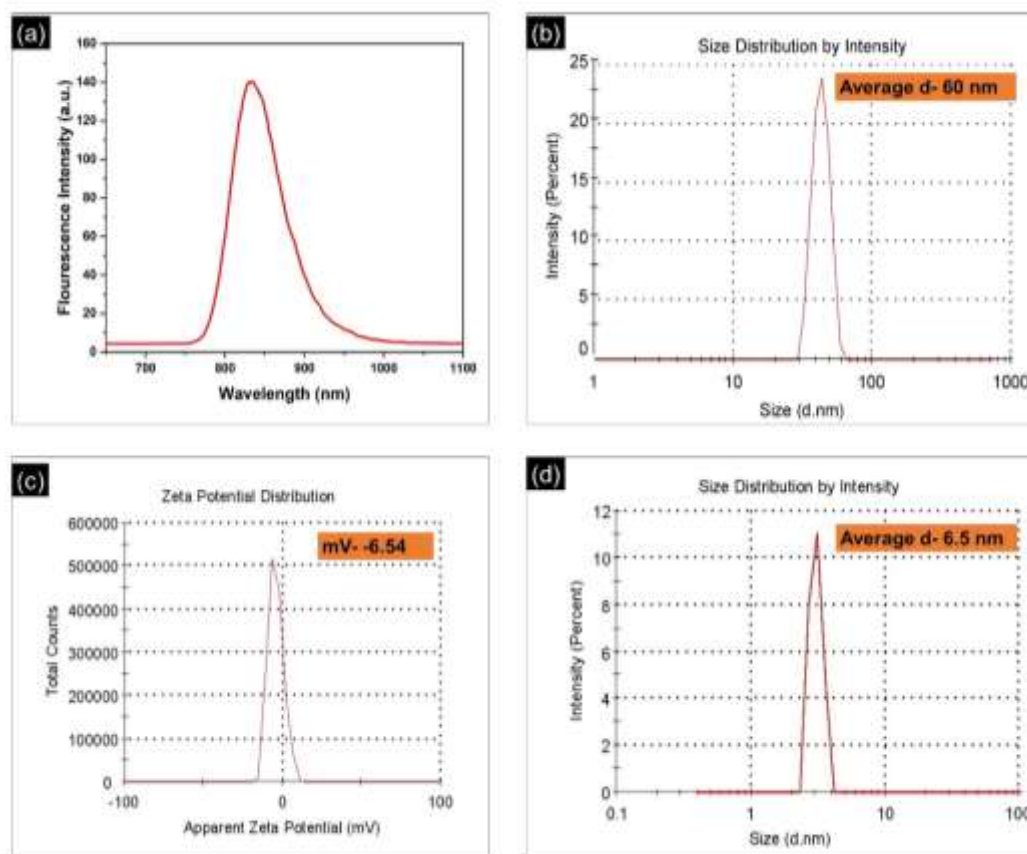 (a)
160
140
120
100
80
60
40
20
0
Flourescence Intensity (a.u.)
700 800 900 1000 1100
Wavelength (nm)
(b)
Size Distribution by Intensity
Average d- 60 nm
25
20
15
10
5
0
Intensity (Percent)
1 10 100 1000
Size (d.nm)
(c)
Zeta Potential Distribution
mV- -6.54
600000
500000
400000
300000
200000
100000
0
Total Counts
-100 0 100
Apparent Zeta Potential (mV)
(d)
Size Distribution by Intensity
Average d- 6.5 nm
12
10
8
6
4
2
0
Intensity (Percent)
0.1 1 10 100
Size (d.nm)